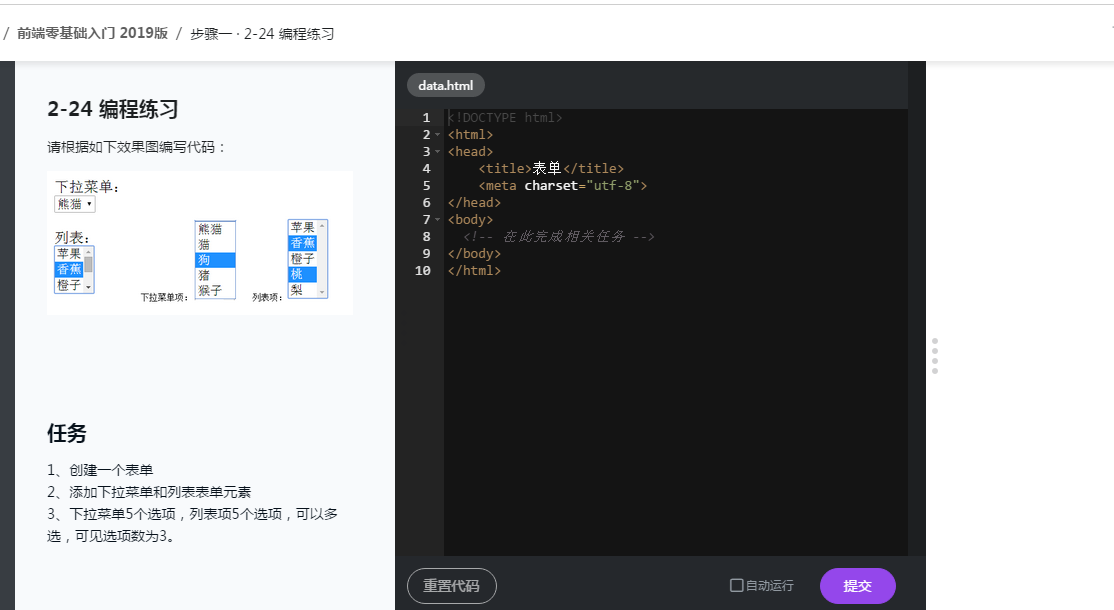 / 前端零基础入门 2019版 / 步骤一 · 2-24 编程练习
2-24 编程练习
请根据如下效果图编写代码：
下拉菜单：
熊猫
列表：
苹果
香蕉
橙子
下拉菜单项：
熊猫
猫
狗
猪
猴子
列表项：
苹果
香蕉
橙子
桃
梨
任务
1、创建一个表单
2、添加下拉菜单和列表表单元素
3、下拉菜单5个选项，列表项5个选项，可以多
选，可见选项数为3。
data.html
1 <!DOCTYPE html>
2 <html>
3 <head>
4 <title>表单</title>
5 <meta charset="utf-8">
6 </head>
7 <body>
8 <!-- 在此完成相关任务 -->
9 </body>
10 </html>
重置代码
自动运行
提交